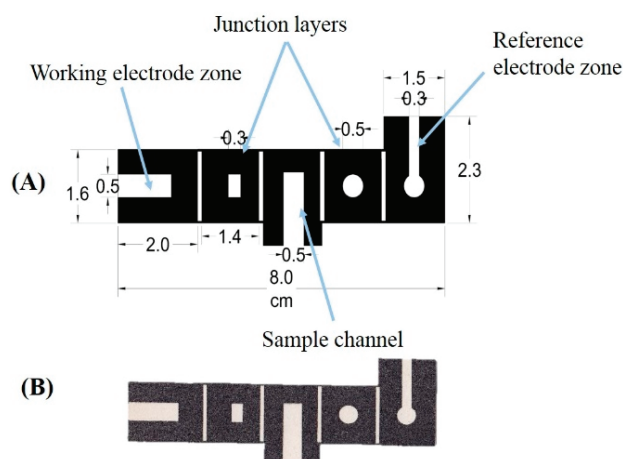 Junction layers
Working electrode zone
Reference
electrode zone
1.5
0.3
0.3
0.5
(A)
1.6
0.5
2.3
2.0
1.4
0.5
8.0
cm
Sample channel
(B)